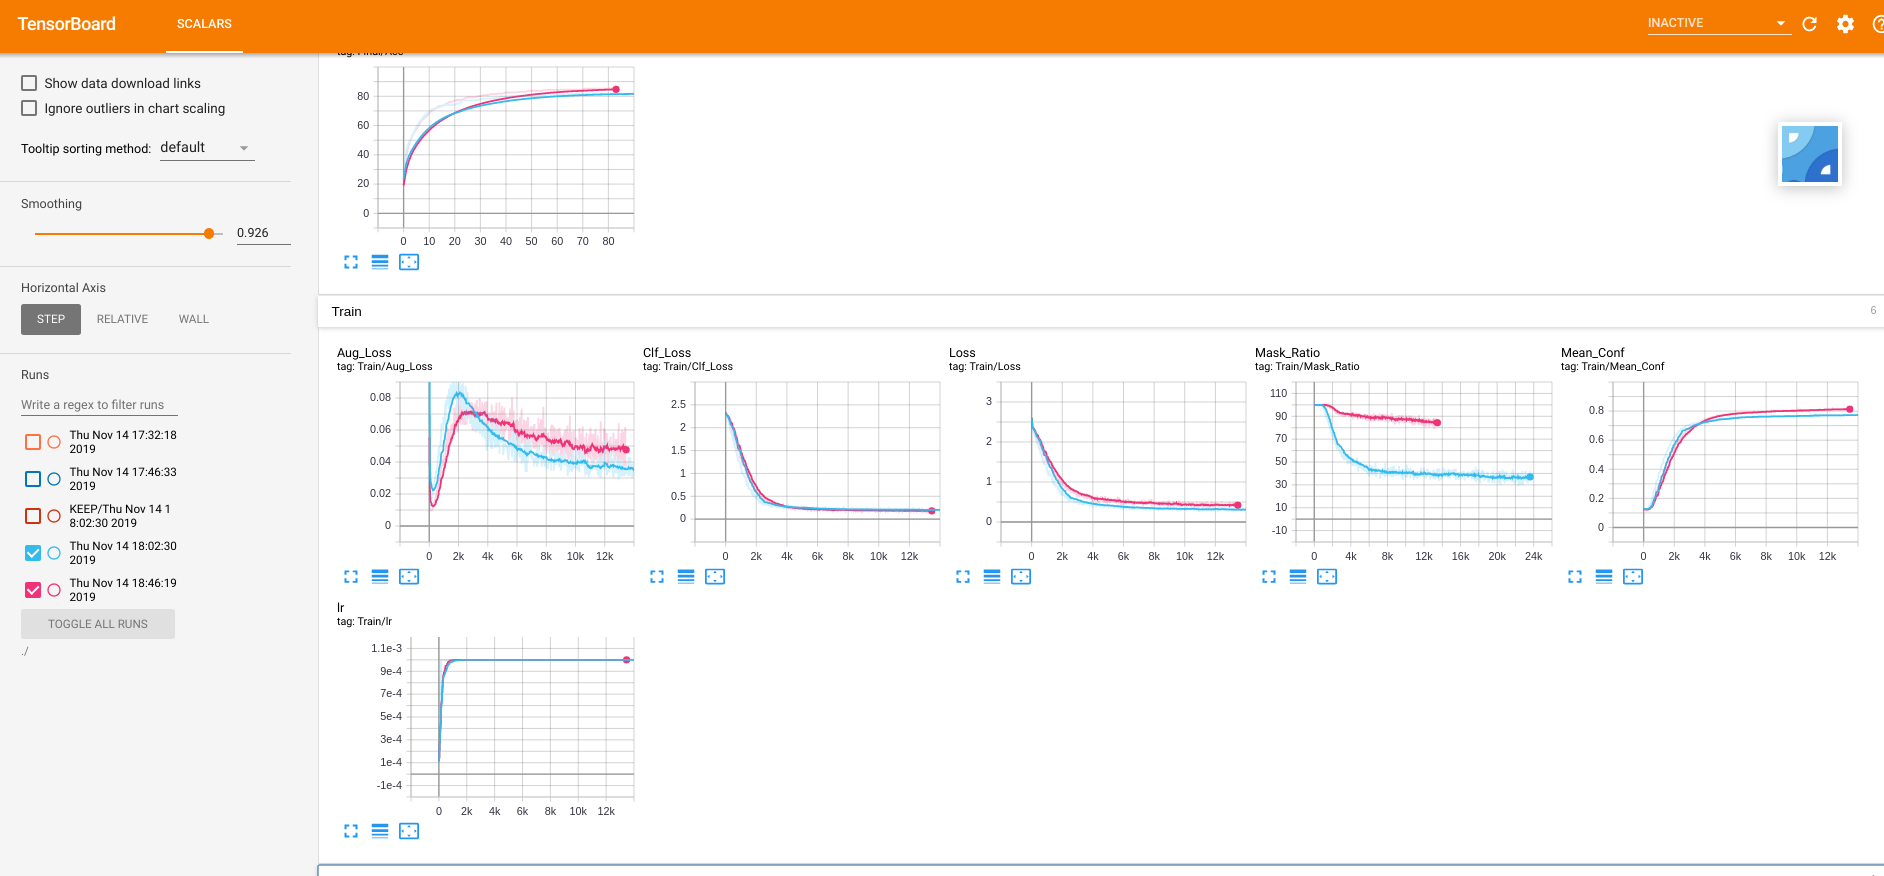 TensorBoard
SCALARS
INACTIVE
Show data download links
Ignore outliers in chart scaling
Tooltip sorting method: default
Smoothing
0.926
Horizontal Axis
STEP RELATIVE WALL
Runs
Write a regex to filter runs
Thu Nov 14 17:32:18
2019
Thu Nov 14 17:46:33
2019
KEEP/Thu Nov 14 1
8:02:30 2019
Thu Nov 14 18:02:30
2019
Thu Nov 14 18:46:19
2019
TOGGLE ALL RUNS
./
80
60
40
20
0
0 10 20 30 40 50 60 70 80
Train
6
Aug_Loss
tag: Train/Aug_Loss
0.08
0.06
0.04
0.02
0
0 2k 4k 6k 8k 10k 12k
Clf_Loss
tag: Train/Clf_Loss
2.5
2
1.5
1
0.5
0
0 2k 4k 6k 8k 10k 12k
Loss
tag: Train/Loss
3
2
1
0
0 2k 4k 6k 8k 10k 12k
Mask_Ratio
tag: Train/Mask_Ratio
110
90
70
50
30
10
-10
0 4k 8k 12k 16k 20k 24k
Mean_Conf
tag: Train/Mean_Conf
0.8
0.6
0.4
0.2
0
0 2k 4k 6k 8k 10k 12k
lr
tag: Train/lr
1.1e-3
9e-4
7e-4
5e-4
3e-4
1e-4
-1e-4
0 2k 4k 6k 8k 10k 12k